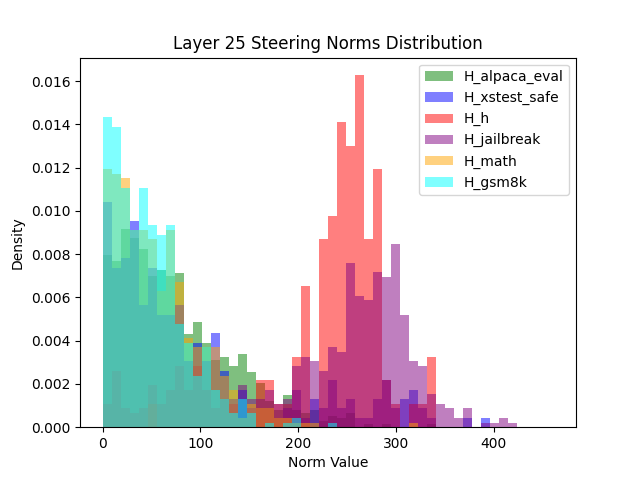 Layer 25 Steering Norms Distribution
H_alpaca_eval
H_xstest_safe
H_h
H_jailbreak
H_math
H_gsm8k
Density
0.016
0.014
0.012
0.010
0.008
0.006
0.004
0.002
0.000
0 100 200 300 400
Norm Value